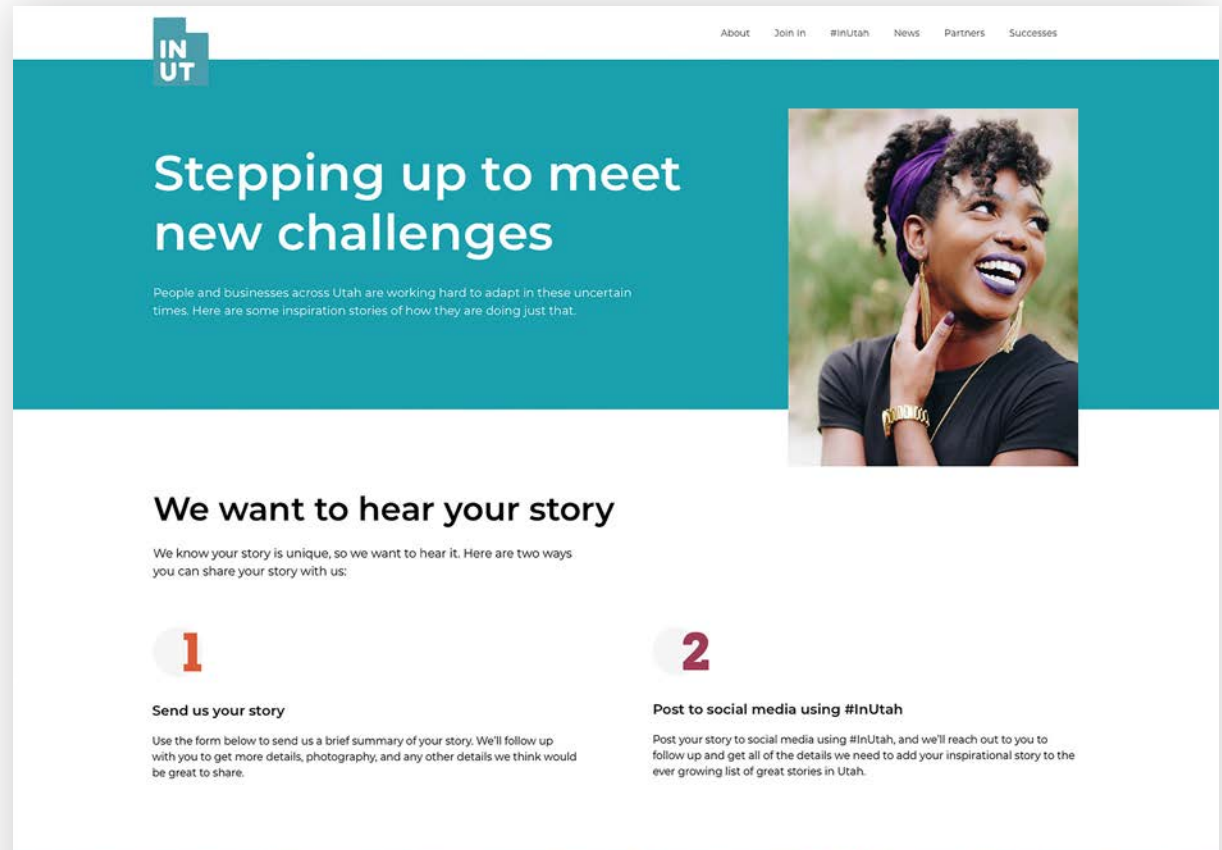 IN
UT
About Join in #InUtah News Partners Successes
Stepping up to meet
new challenges
People and businesses across Utah are working hard to adapt in these uncertain
times. Here are some inspiration stories of how they are doing just that.
We want to hear your story
We know your story is unique, so we want to hear it. Here are two ways
you can share your story with us:
1
Send us your story
Use the form below to send us a brief summary of your story. We'll follow up
with you to get more details, photography, and any other details we think would
be great to share.
2
Post to social media using #InUtah
Post your story to social media using #InUtah, and we'll reach out to you to
follow up and get all of the details we need to add your inspirational story to the
ever growing list of great stories in Utah.